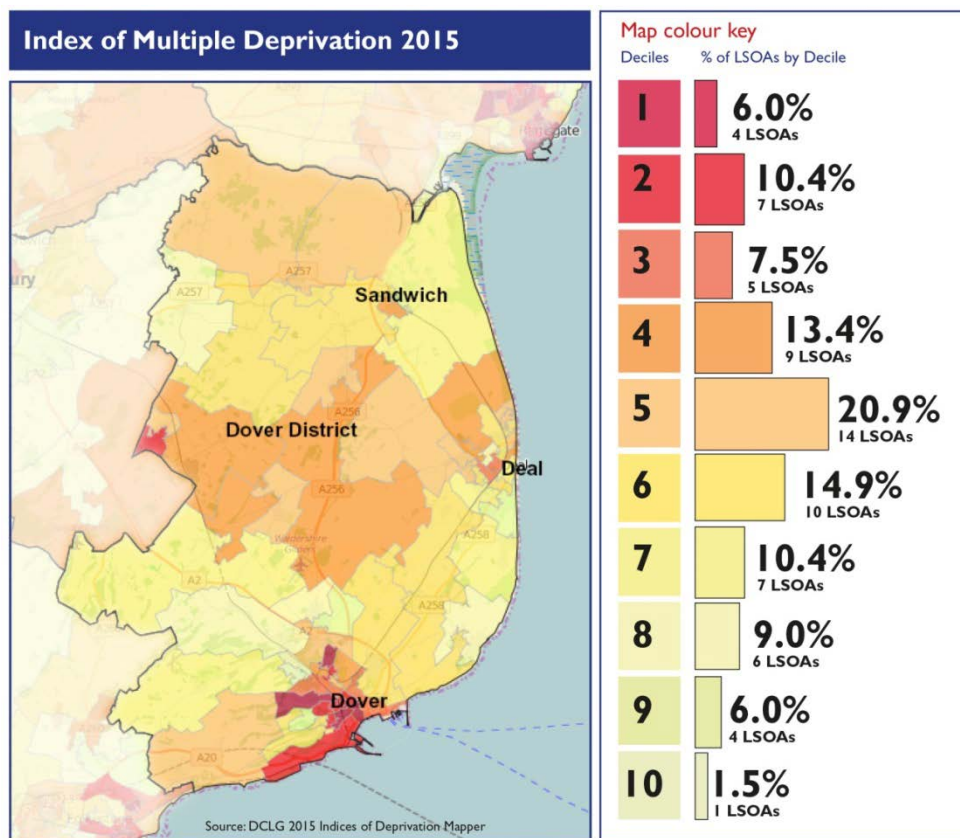 Index of Multiple Deprivation 2015
A257
A257
Sandwich
A256
Dover District
Deal
A256
A258
A2
A258
Dover
A20
Source: DCLG 2015 Indices of Deprivation Mapper
Map colour key
Deciles % of LSOAs by Decile
1 6.0%
4 LSOAs
2 10.4%
7 LSOAs
3 7.5%
5 LSOAs
4 13.4%
9 LSOAs
5 20.9%
14 LSOAs
6 14.9%
10 LSOAs
7 10.4%
7 LSOAs
8 9.0%
6 LSOAs
9 6.0%
4 LSOAs
10 1.5%
1 LSOAs